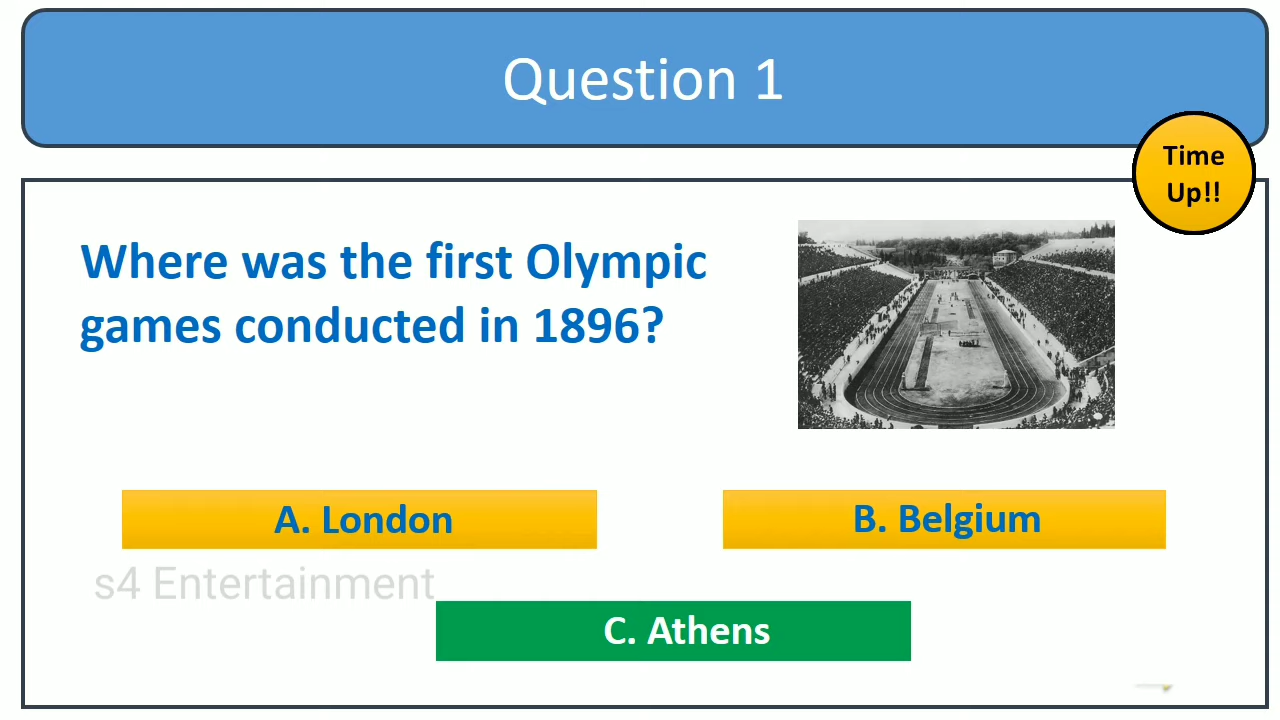 Question 1
Time
Up!!
Where was the first Olympic
games conducted in 1896?
A. London
B. Belgium
s4 Entertainment
C. Athens